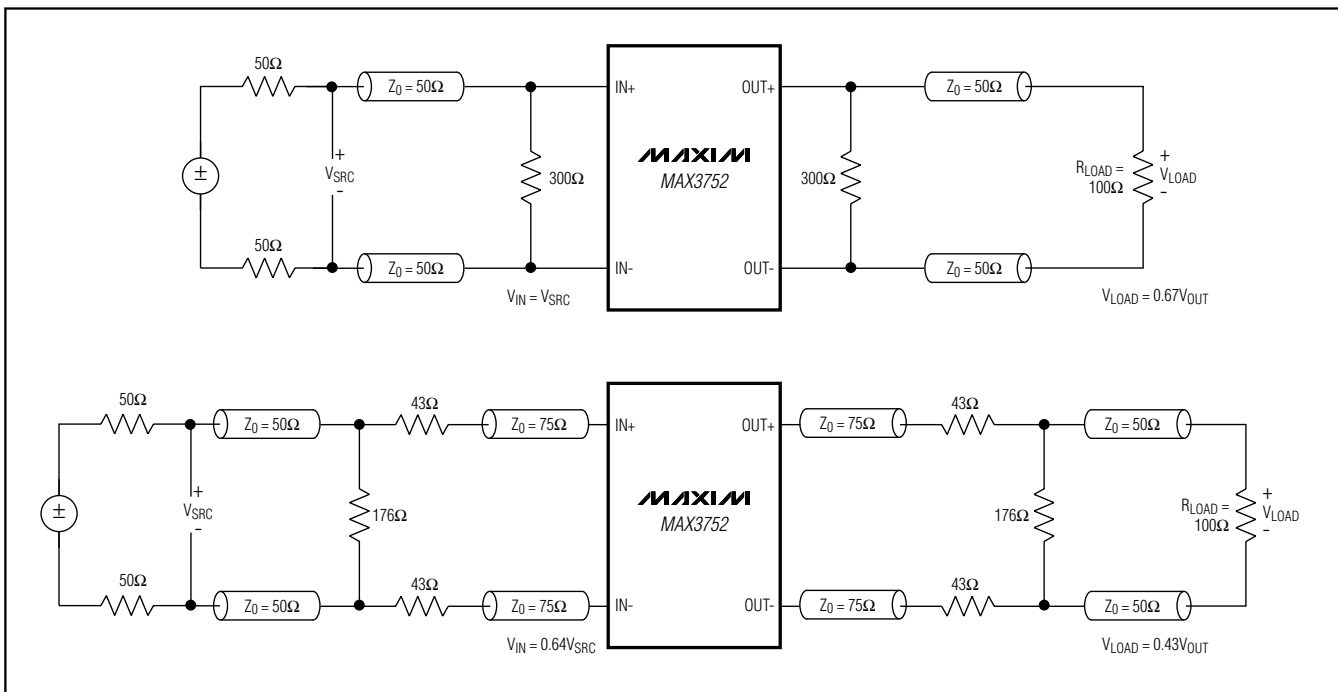 50Ω
Z0 = 50Ω
IN+
OUT+
Z0 = 50Ω
±
+
VSRC
-
300Ω
MAXIM
MAX3752
300Ω
RLOAD =
100Ω
+
VLOAD
-
50Ω
Z0 = 50Ω
IN-
OUT-
Z0 = 50Ω
VIN = VSRC
VLOAD = 0.67VOUT
50Ω
Z0 = 50Ω
43Ω
Z0 = 75Ω
IN+
OUT+
Z0 = 75Ω
43Ω
Z0 = 50Ω
±
+
VSRC
-
176Ω
MAXIM
MAX3752
176Ω
RLOAD =
100Ω
+
VLOAD
-
50Ω
Z0 = 50Ω
43Ω
Z0 = 75Ω
IN-
OUT-
Z0 = 75Ω
43Ω
Z0 = 50Ω
VIN = 0.64VSRC
VLOAD = 0.43VOUT